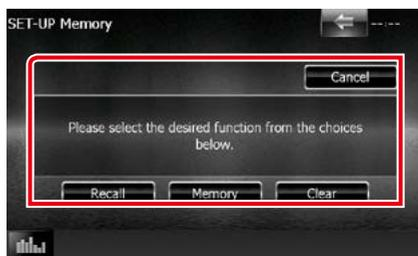 SET-UP Memory
--:--
Cancel
Please select the desired function from the choices
below.
Recall Memory Clear